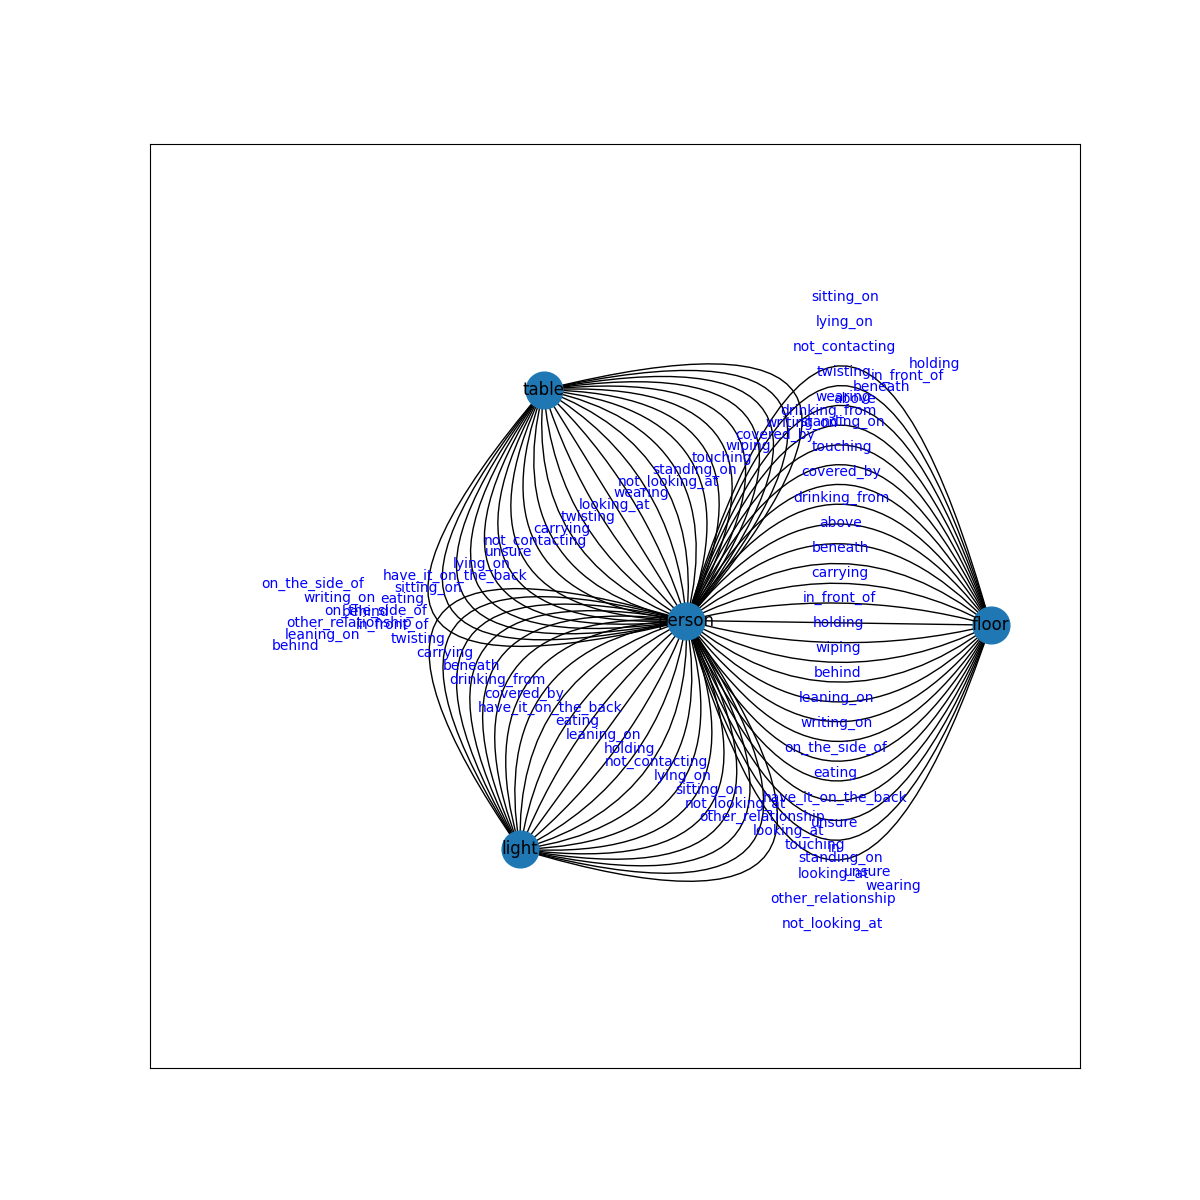 sitting_on
lying_on
not_contacting
holding
twisting
in_front_of
beneath
table
wearing
above
drinking_from
writing_on
standing_on
covered_by
wiping
touching
touching
standing_on
covered_by
not_looking_at
wearing
drinking_from
looking_at
twisting
above
carrying
not_contacting
beneath
unsure
lying_on
carrying
have_it_on_the_back
on_the_side_of
sitting_on
writing_on
eating
in_front_of
on_the_side_of
behind
other_relationship
in_front_of
person
holding
floor
leaning_on
twisting
behind
carrying
wiping
beneath
behind
drinking_from
covered_by
leaning_on
have_it_on_the_back
eating
writing_on
leaning_on
holding
on_the_side_of
not_contacting
lying_on
eating
sitting_on
have_it_on_the_back
not_looking_at
other_relationship
unsure
looking_at
touching
in
light
standing_on
looking_at
unsure
wearing
other_relationship
not_looking_at